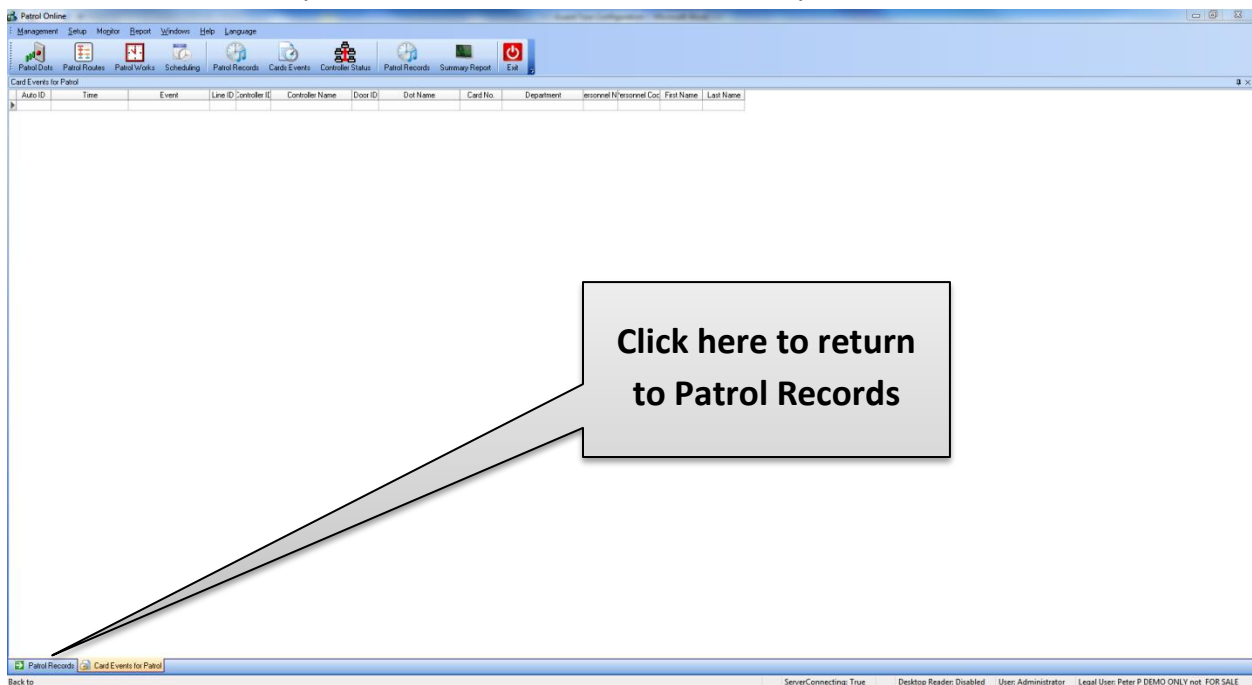 Patrol Online
Management Setup Monitor Report Windows Help Language
Patrol Dots Patrol Routes Patrol Works Scheduling Patrol Records Cards Events Controller Status Patrol Records Summary Report Exit
Card Events for Patrol
Auto ID Time Event Line ID Controller ID Controller Name Door ID Dot Name Card No. Department ersonnel N ersonnel Coc First Name Last Name
Click here to return
to Patrol Records
Patrol Records Card Events for Patrol
Back to ServerConnecting: True Desktop Reader: Disabled User: Administrator Legal User: Peter P DEMO ONLY not FOR SALE